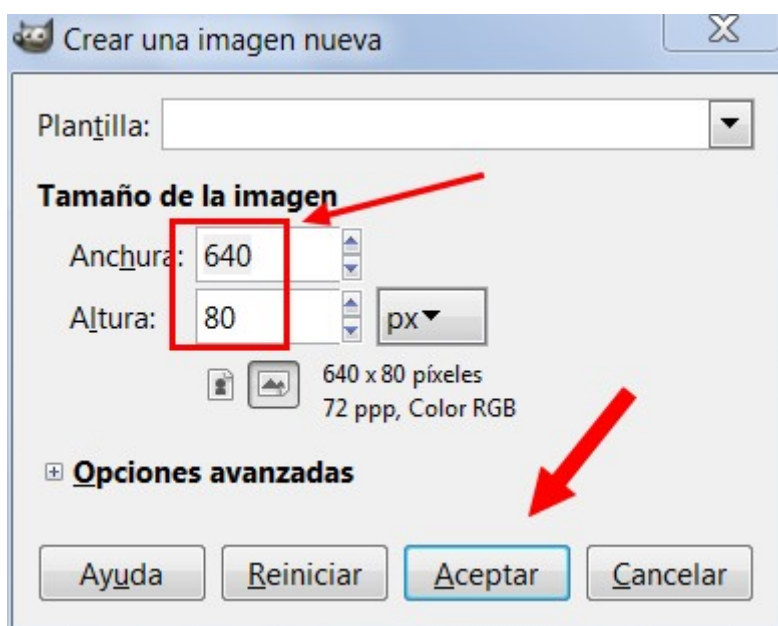 Crear una imagen nueva
Plantilla:
Tamaño de la imagen
Anchura: 640
Altura: 80 px
640 x 80 píxeles
72 ppp, Color RGB
Opciones avanzadas
Ayuda Reiniciar Aceptar Cancelar